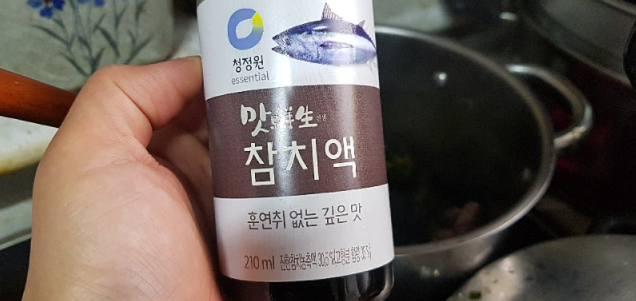 청정원
essential
맛鮮生
참치액
훈연취 없는 깊은 맛
210 ml